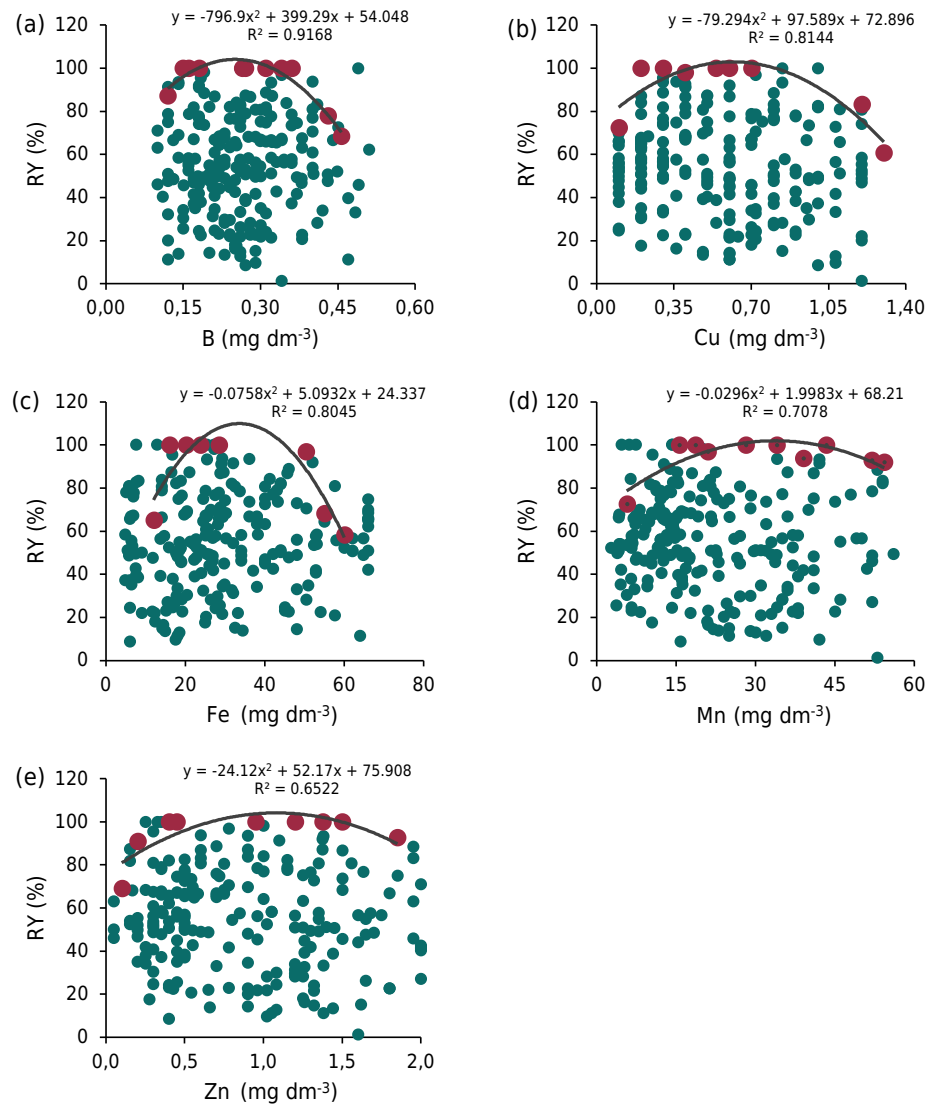 (a)
y = -796.9x² + 399.29x + 54.048
R² = 0.9168
120
100
80
60
40
20
0
RY (%)
0,00 0,15 0,30 0,45 0,60
B (mg dm⁻³)
(b)
y = -79.294x² + 97.589x + 72.896
R² = 0.8144
120
100
80
60
40
20
0
RY (%)
0,00 0,35 0,70 1,05 1,40
Cu (mg dm⁻³)
(c)
y = -0.0758x² + 5.0932x + 24.337
R² = 0.8045
120
100
80
60
40
20
0
RY (%)
0 20 40 60 80
Fe (mg dm⁻³)
(d)
y = -0.0296x² + 1.9983x + 68.21
R² = 0.7078
120
100
80
60
40
20
0
RY (%)
0 15 30 45 60
Mn (mg dm⁻³)
(e)
y = -24.12x² + 52.17x + 75.908
R² = 0.6522
120
100
80
60
40
20
0
RY (%)
0,0 0,5 1,0 1,5 2,0
Zn (mg dm⁻³)